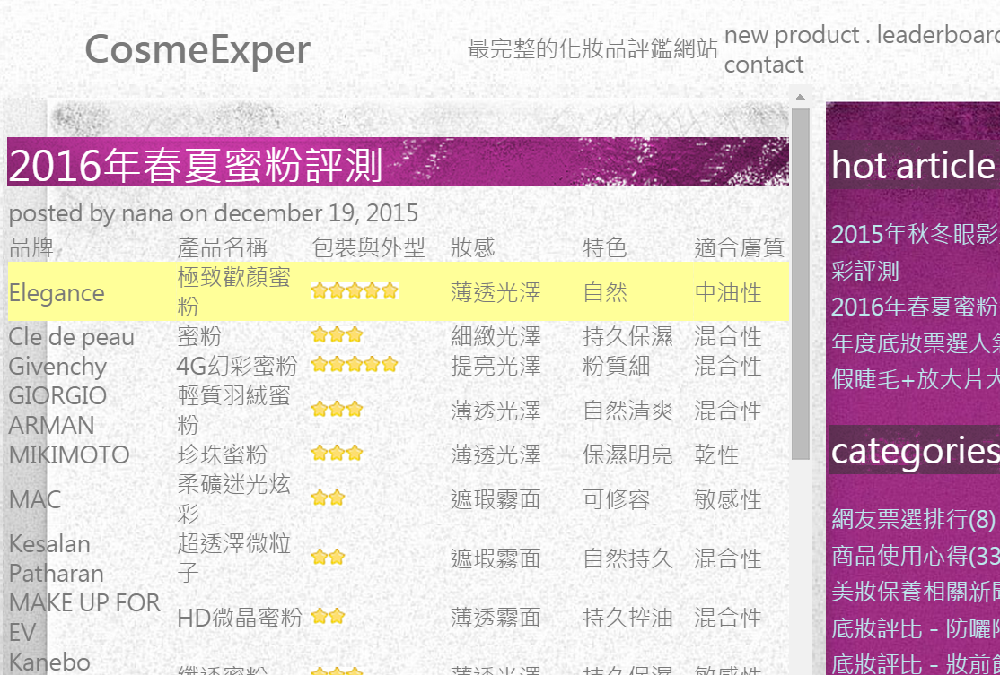 CosmeExper
最完整的化妝品評鑑網站
new product . leaderboard
contact
2016年春夏蜜粉評測
posted by nana on december 19, 2015
品牌 產品名稱 包裝與外型 妝感 特色 適合膚質
Elegance 極致歡顏蜜粉 薄透光澤 自然 中油性
Cle de peau 蜜粉 細緻光澤 持久保濕 混合性
Givenchy 4G幻彩蜜粉 提亮光澤 粉質細 混合性
GIORGIO ARMAN 輕質羽絨蜜粉 薄透光澤 自然清爽 混合性
MIKIMOTO 珍珠蜜粉 薄透光澤 保濕明亮 乾性
MAC 柔礦迷光炫彩 遮瑕霧面 可修容 敏感性
Kesalan Patharan 超透澤微粒子 遮瑕霧面 自然持久 混合性
MAKE UP FOR EV HD微晶蜜粉 薄透霧面 持久控油 混合性
Kanebo 纖透蜜粉 薄透光澤 持久保濕 敏感性
hot article
2015年秋冬眼影
彩評測
2016年春夏蜜粉
年度底妝票選人氣
假睫毛+放大片大
categories
網友票選排行(8)
商品使用心得(33
美妝保養相關新聞
底妝評比 - 防曬
底妝評比 - 妝前